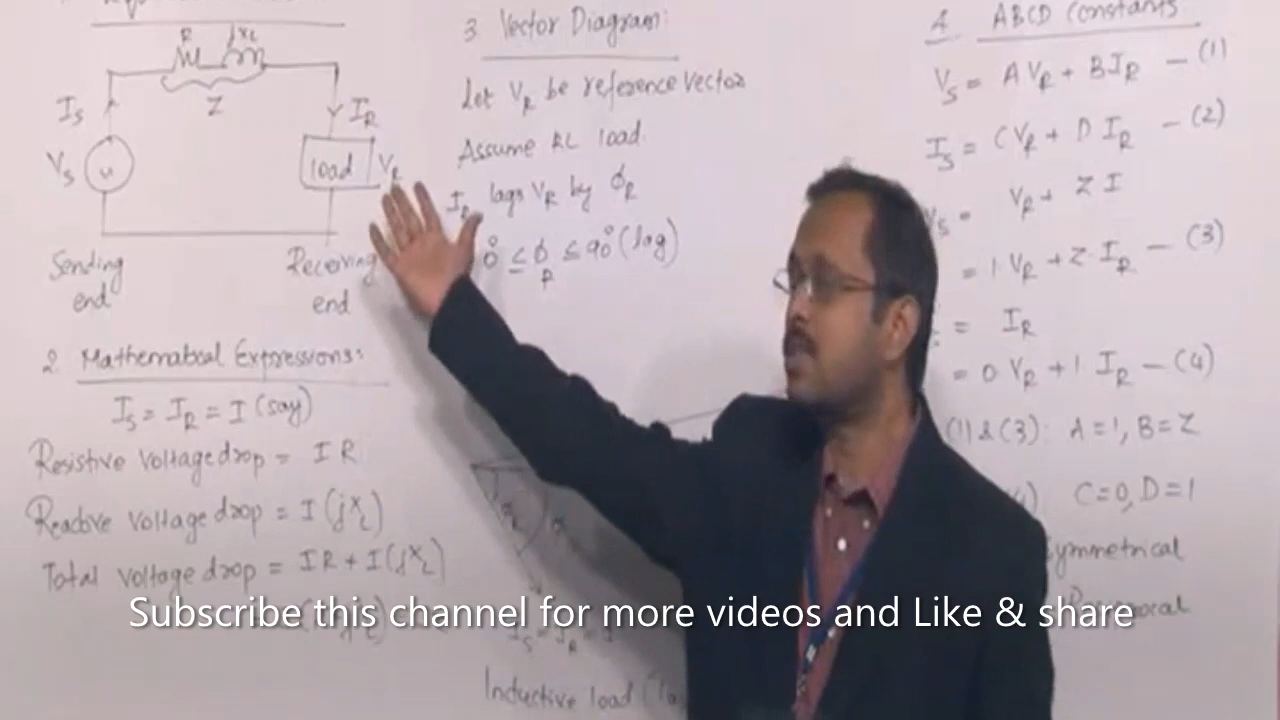 R jxL
Z
Is
IR
Vs
load VR
Sending
end
Receiving
end
2. Mathematical Expressions:
Is = IR = I (say)
Resistive voltage drop = I R
Reactive voltage drop = I (jxL)
Total voltage drop = I R + I (jxL)
3 Vector Diagram:
Let VR be reference vector
Assume RL load.
IR lags VR by ϕR
0° ≤ ϕR ≤ 90° (lag)
Inductive load
4. ABCD Constants
Vs = A VR + B IR — (1)
Is = C VR + D IR — (2)
Vs = VR + Z I
= 1 VR + Z IR — (3)
= IR
= 0 VR + 1 IR — (4)
(1) & (3): A = 1, B = Z
C = 0, D = 1
Subscribe this channel for more videos and Like & share